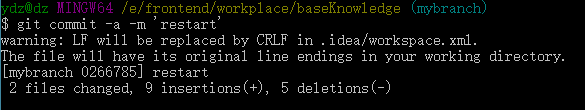 ydz@dz MINGW64 /e/frontend/workplace/baseKnowledge (mybranch)
$ git commit -a -m 'restart'
warning: LF will be replaced by CRLF in .idea/workspace.xml.
The file will have its original line endings in your working directory.
[mybranch 0266785] restart
 2 files changed, 9 insertions(+), 5 deletions(-)